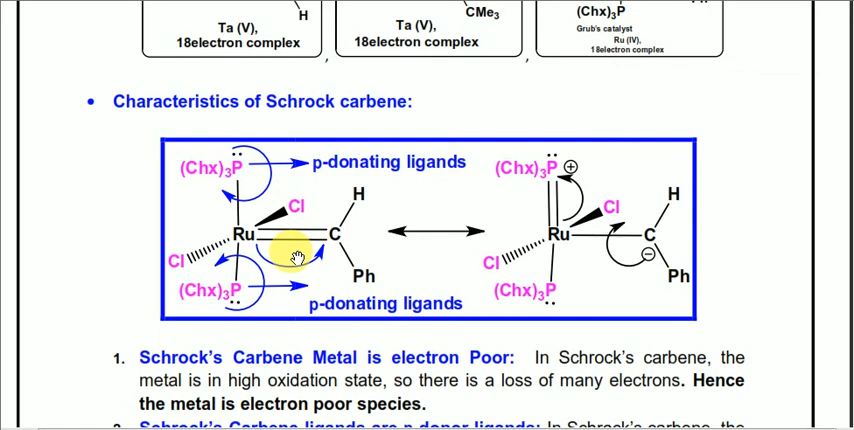 H
Ta (V),
18electron complex
CMe3
Ta (V),
18electron complex
(Chx)3P
Grub's catalyst
Ru (IV),
18electron complex
,
,
• Characteristics of Schrock carbene:
(Chx)3P
p-donating ligands
(Chx)3P
H
H
Cl
Cl
Ru
C
Ru
C
Cl
Cl
Ph
Ph
(Chx)3P
p-donating ligands
(Chx)3P
1. Schrock's Carbene Metal is electron Poor: In Schrock's carbene, the
metal is in high oxidation state, so there is a loss of many electrons. Hence
the metal is electron poor species.